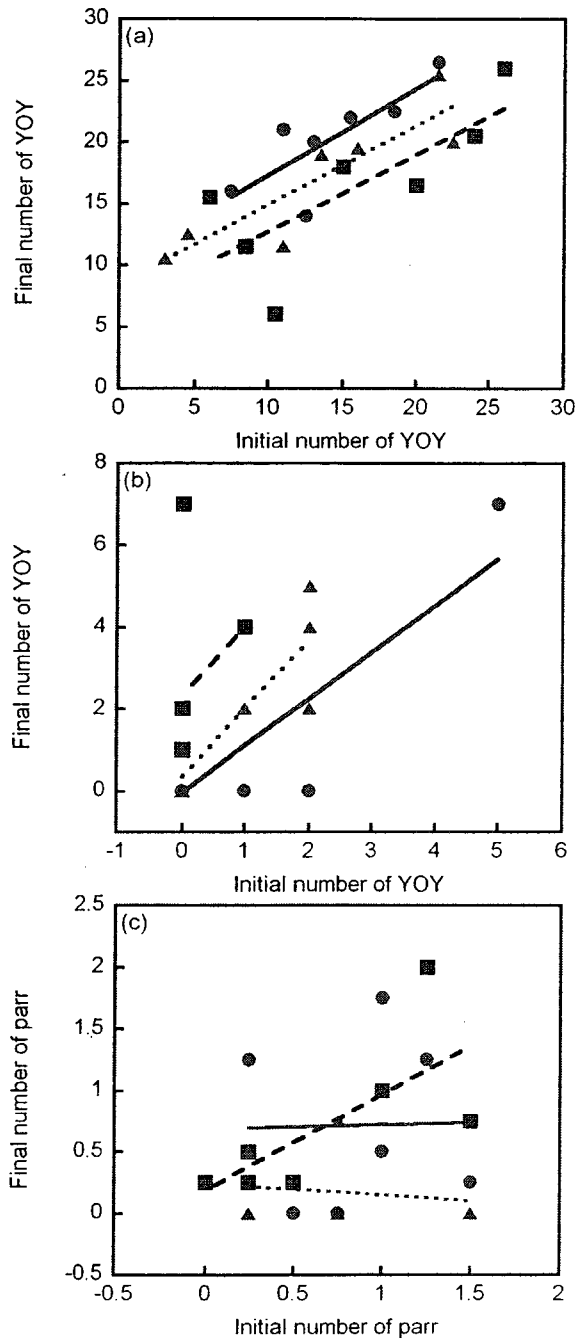 (a)
30
25
20
15
10
5
0
Final number of YOY
0 5 10 15 20 25 30
Initial number of YOY
(b)
8
6
4
2
0
Final number of YOY
-1 0 1 2 3 4 5 6
Initial number of YOY
(c)
2.5
2
1.5
1
0.5
0
-0.5
Final number of parr
-0.5 0 0.5 1 1.5 2
Initial number of parr